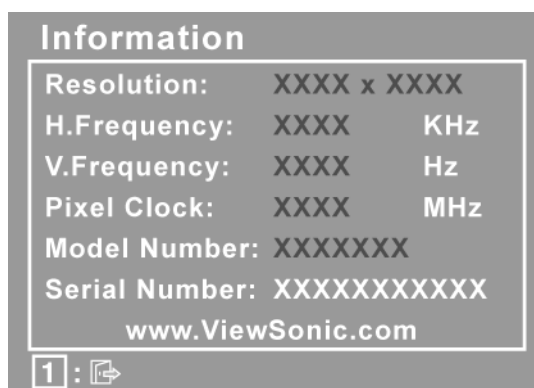 Information
Resolution: XXXX x XXXX
H.Frequency: XXXX KHz
V.Frequency: XXXX Hz
Pixel Clock: XXXX MHz
Model Number: XXXXXXX
Serial Number: XXXXXXXXXXX
www.ViewSonic.com
1 :